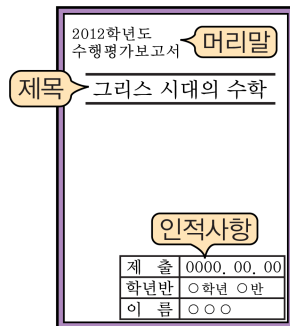 2012학년도
수행평가보고서
머리말
제목
그리스 시대의 수학
인적사항
제 출 0000. 00. 00
학년반 ○학년 ○반
이 름 ○○○